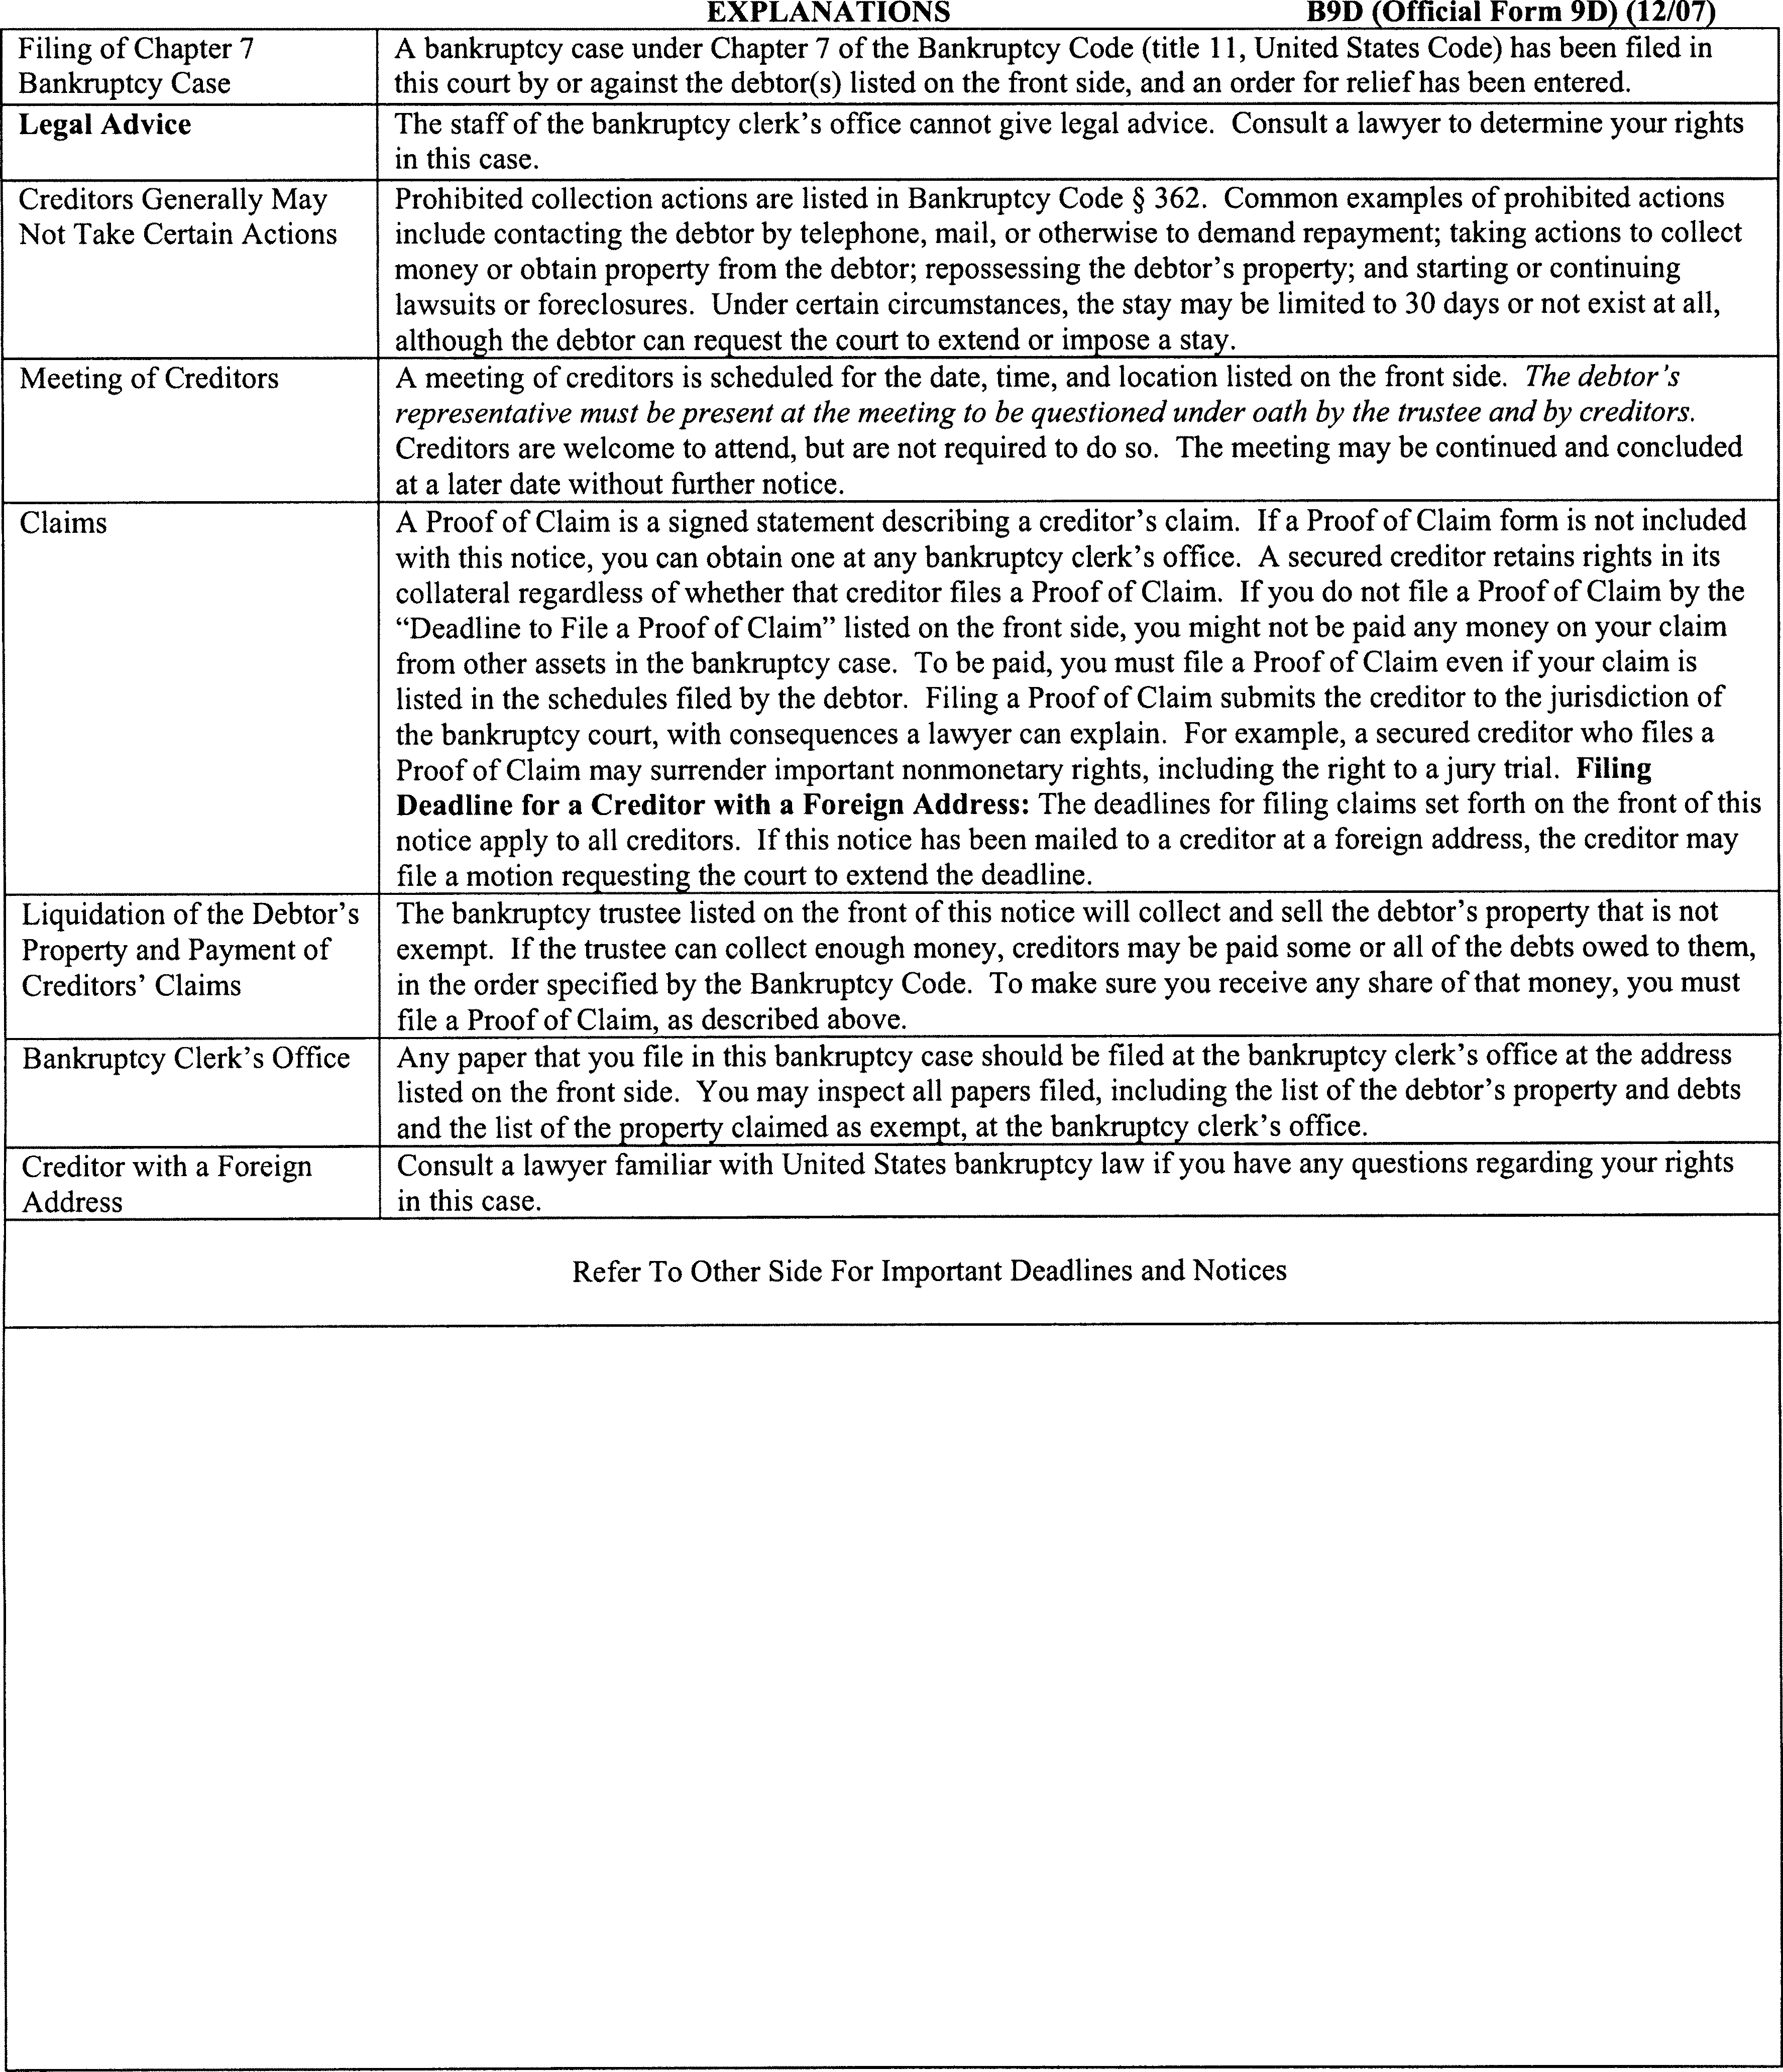 EXPLANATIONS B9D (Official Form 9D) (12/07)
Filing of Chapter 7
Bankruptcy Case
A bankruptcy case under Chapter 7 of the Bankruptcy Code (title 11, United States Code) has been filed in
this court by or against the debtor(s) listed on the front side, and an order for relief has been entered.
Legal Advice
The staff of the bankruptcy clerk's office cannot give legal advice. Consult a lawyer to determine your rights
in this case.
Creditors Generally May
Not Take Certain Actions
Prohibited collection actions are listed in Bankruptcy Code § 362. Common examples of prohibited actions
include contacting the debtor by telephone, mail, or otherwise to demand repayment; taking actions to collect
money or obtain property from the debtor; repossessing the debtor's property; and starting or continuing
lawsuits or foreclosures. Under certain circumstances, the stay may be limited to 30 days or not exist at all,
although the debtor can request the court to extend or impose a stay.
Meeting of Creditors
A meeting of creditors is scheduled for the date, time, and location listed on the front side. The debtor's
representative must be present at the meeting to be questioned under oath by the trustee and by creditors.
Creditors are welcome to attend, but are not required to do so. The meeting may be continued and concluded
at a later date without further notice.
Claims
A Proof of Claim is a signed statement describing a creditor's claim. If a Proof of Claim form is not included
with this notice, you can obtain one at any bankruptcy clerk's office. A secured creditor retains rights in its
collateral regardless of whether that creditor files a Proof of Claim. If you do not file a Proof of Claim by the
“Deadline to File a Proof of Claim” listed on the front side, you might not be paid any money on your claim
from other assets in the bankruptcy case. To be paid, you must file a Proof of Claim even if your claim is
listed in the schedules filed by the debtor. Filing a Proof of Claim submits the creditor to the jurisdiction of
the bankruptcy court, with consequences a lawyer can explain. For example, a secured creditor who files a
Proof of Claim may surrender important nonmonetary rights, including the right to a jury trial. Filing
Deadline for a Creditor with a Foreign Address: The deadlines for filing claims set forth on the front of this
notice apply to all creditors. If this notice has been mailed to a creditor at a foreign address, the creditor may
file a motion requesting the court to extend the deadline.
Liquidation of the Debtor's
Property and Payment of
Creditors' Claims
The bankruptcy trustee listed on the front of this notice will collect and sell the debtor's property that is not
exempt. If the trustee can collect enough money, creditors may be paid some or all of the debts owed to them,
in the order specified by the Bankruptcy Code. To make sure you receive any share of that money, you must
file a Proof of Claim, as described above.
Bankruptcy Clerk's Office
Any paper that you file in this bankruptcy case should be filed at the bankruptcy clerk's office at the address
listed on the front side. You may inspect all papers filed, including the list of the debtor's property and debts
and the list of the property claimed as exempt, at the bankruptcy clerk's office.
Creditor with a Foreign
Address
Consult a lawyer familiar with United States bankruptcy law if you have any questions regarding your rights
in this case.
Refer To Other Side For Important Deadlines and Notices